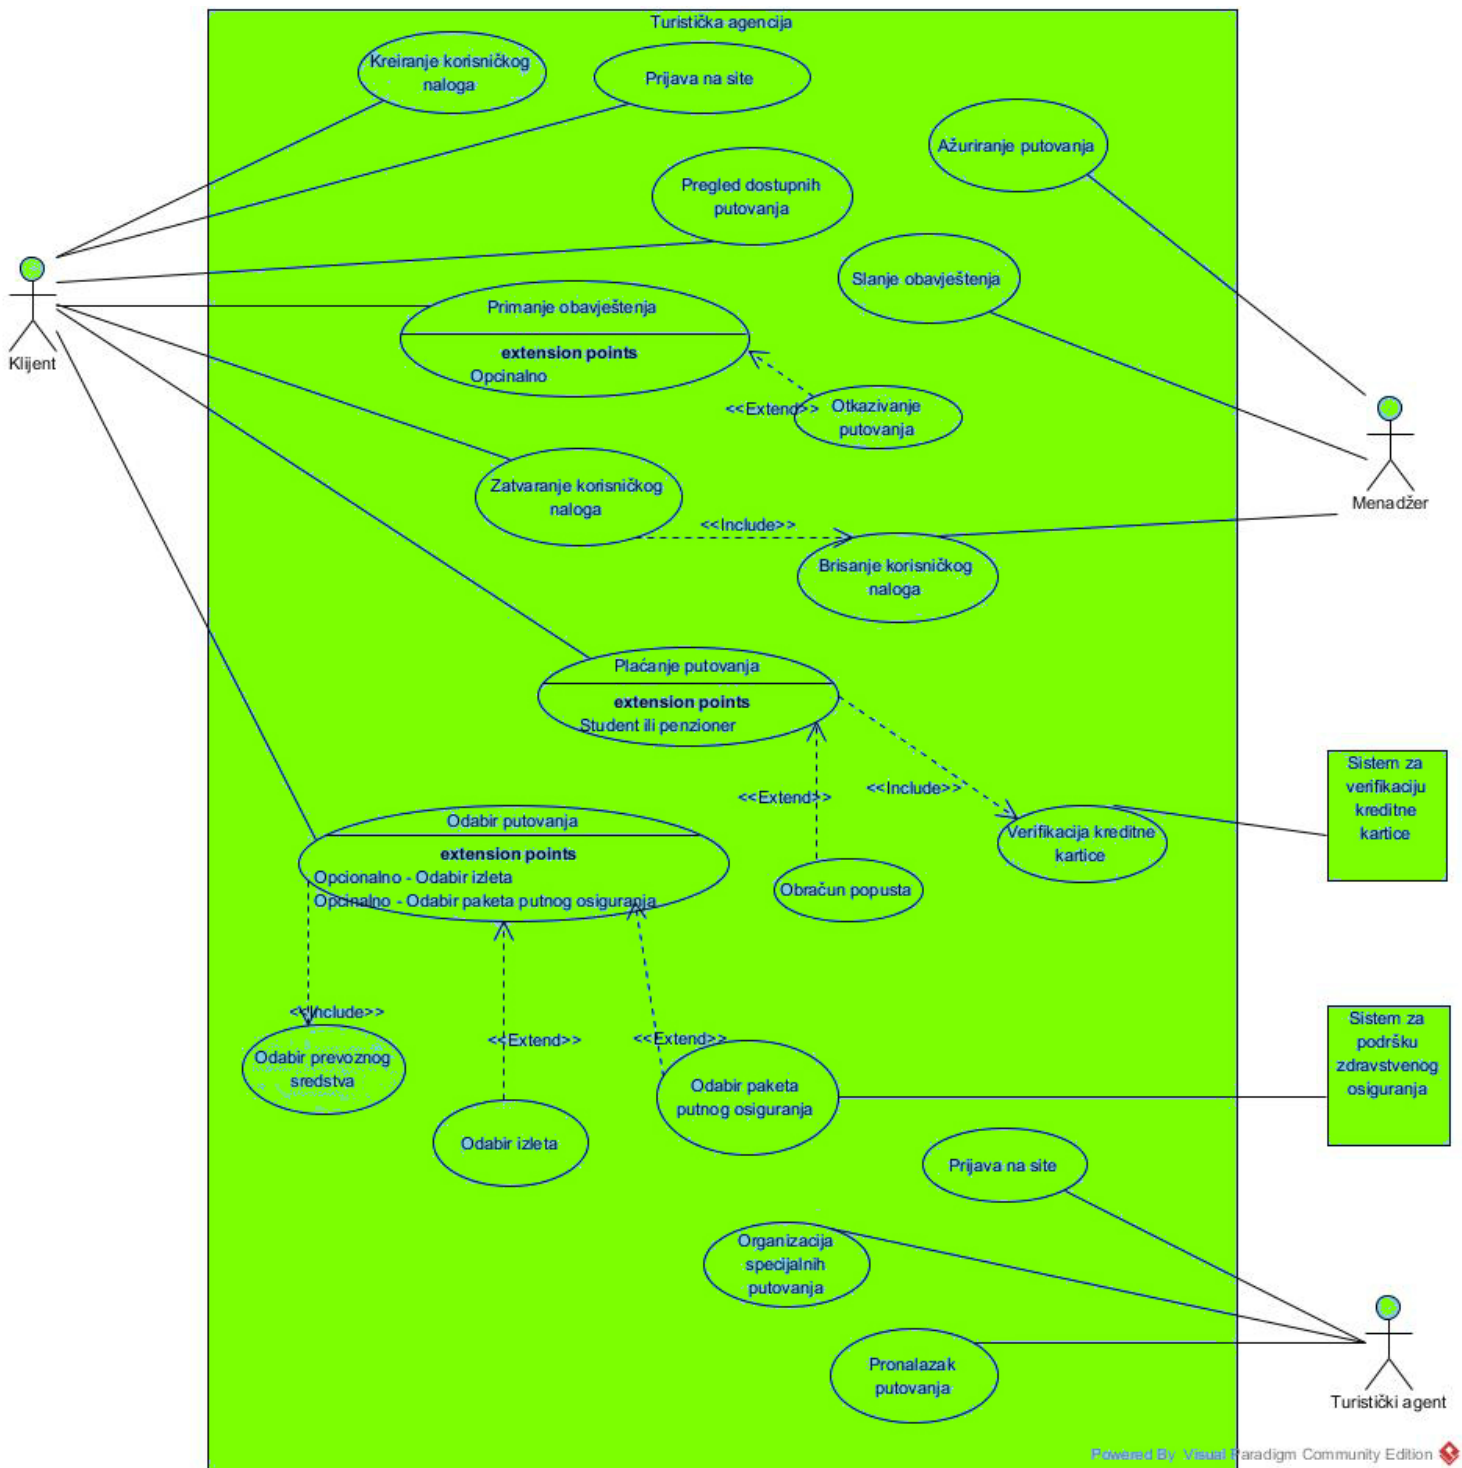 Turistička agencija
Kreiranje korisničkog
naloga
Prijava na site
Ažuriranje putovanja
Pregled dostupnih
putovanja
Slanje obavještenja
Primanje obavještenja
extension points
Opcinalno
Klijent
<<Extend>>
Otkazivanje
putovanja
Zatvaranje korisničkog
naloga
Menadžer
<<Include>>
Brisanje korisničkog
naloga
Plaćanje putovanja
extension points
Student ili penzioner
<<Extend>>
<<Include>>
Sistem za
verifikaciju
kreditne
kartice
Odabir putovanja
extension points
Opcionalno - Odabir izleta
Opcinalno - Odabir paketa putnog osiguranja
Verifikacija kreditne
kartice
Obračun popusta
<<Include>>
<<Extend>>
<<Extend>>
Odabir prevoznog
sredstva
Odabir izleta
Odabir paketa
putnog osiguranja
Sistem za
podršku
zdravstvenog
osiguranja
Prijava na site
Organizacija
specijalnih
putovanja
Pronalazak
putovanja
Turistički agent
Powered By Visual Paradigm Community Edition